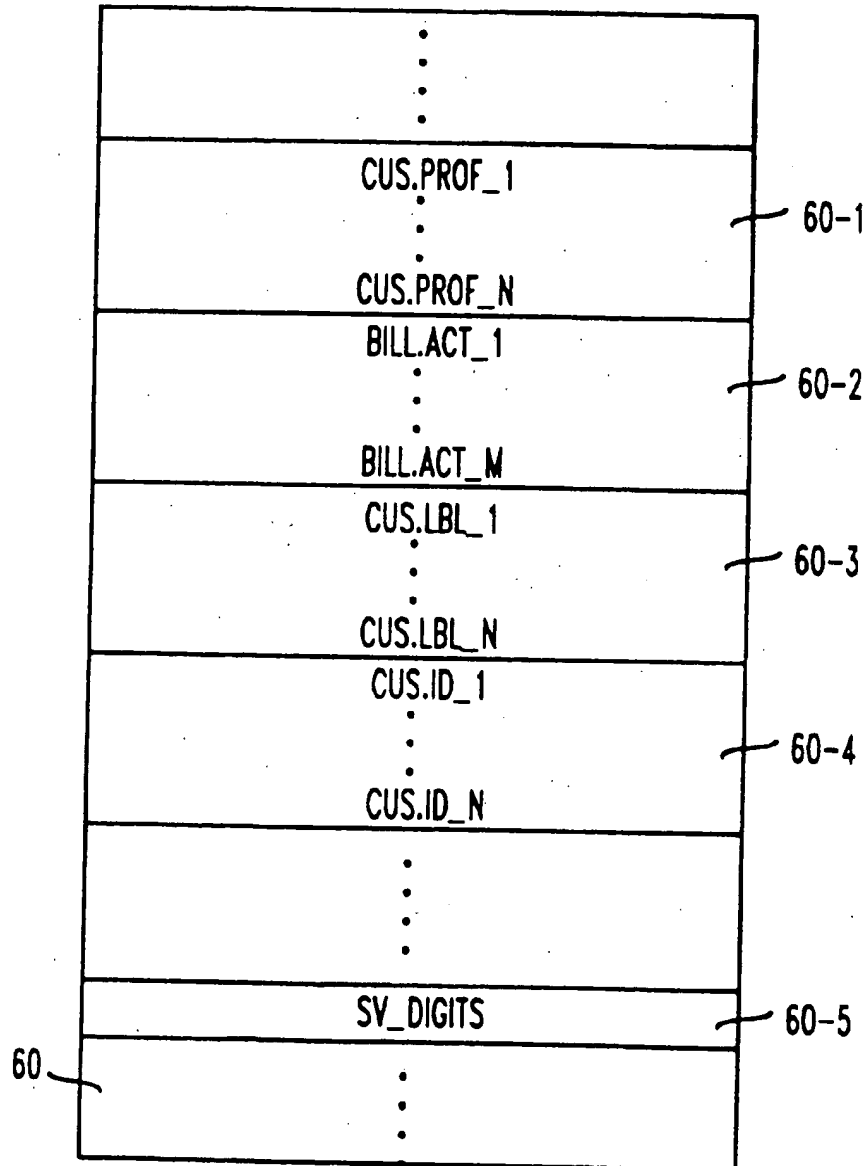 CUS.PROF_1
60-1
CUS.PROF_N
BILL.ACT_1
60-2
BILL.ACT_M
CUS.LBL_1
60-3
CUS.LBL_N
CUS.ID_1
60-4
CUS.ID_N
SV_DIGITS
60-5
60